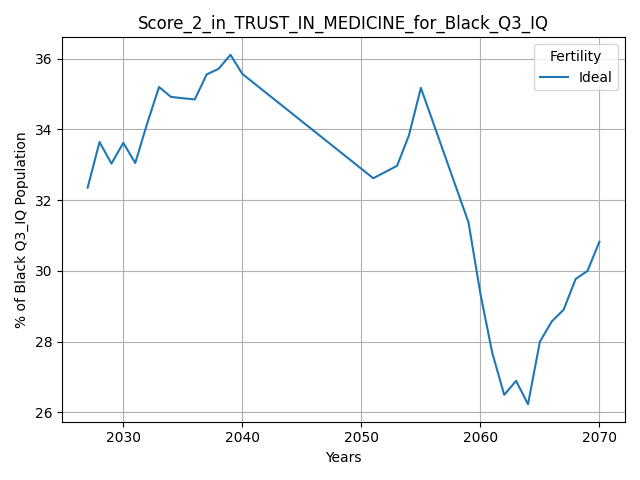 Score_2_in_TRUST_IN_MEDICINE_for_Black_Q3_IQ
Fertility
Ideal
% of Black Q3_IQ Population
36
34
32
30
28
26
2030 2040 2050 2060 2070
Years